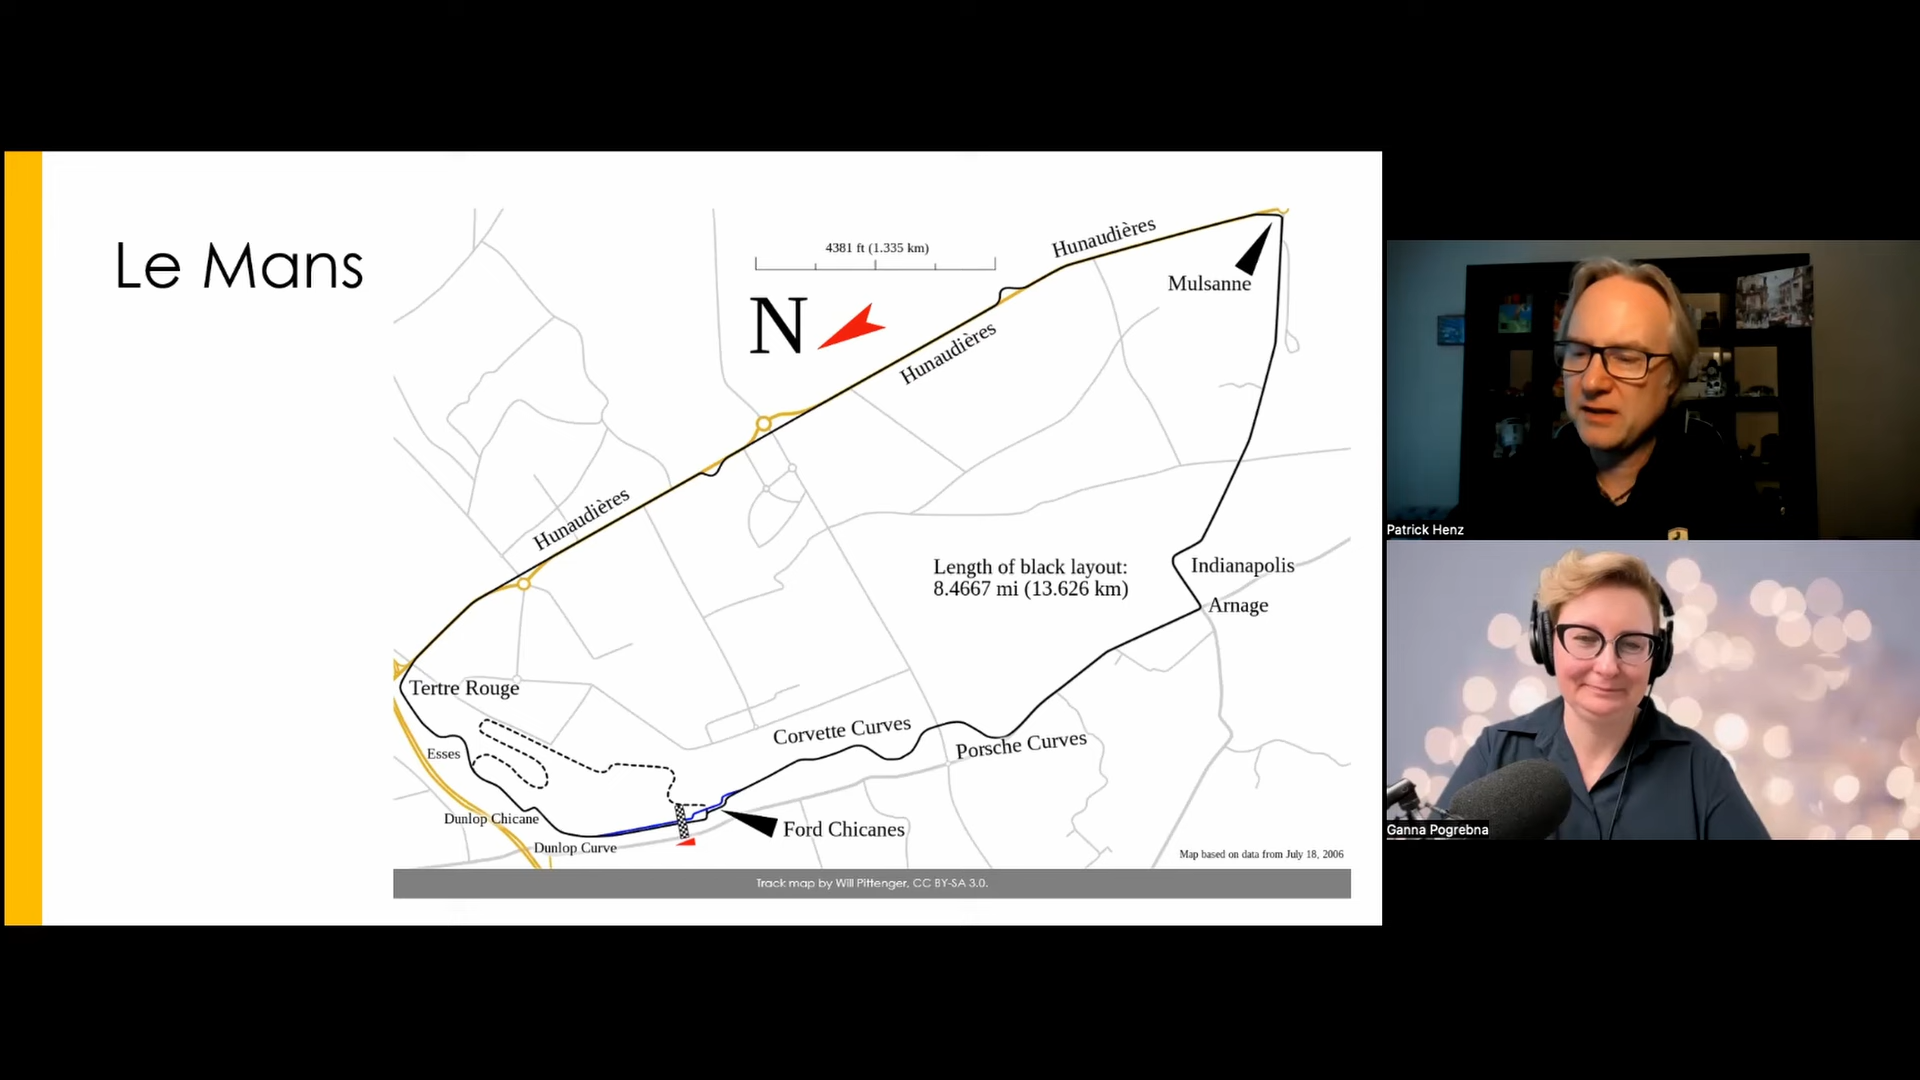 Le Mans
4381 ft (1.335 km)
N
Hunaudières
Mulsanne
Hunaudières
Hunaudières
Length of black layout:
8.4667 mi (13.626 km)
Indianapolis
Arnage
Tertre Rouge
Esses
Corvette Curves
Porsche Curves
Dunlop Chicane
Ford Chicanes
Dunlop Curve
Map based on data from July 18, 2006
Track map by Will Pittenger, CC BY-SA 3.0.
Patrick Henz
Ganna Pogrebna